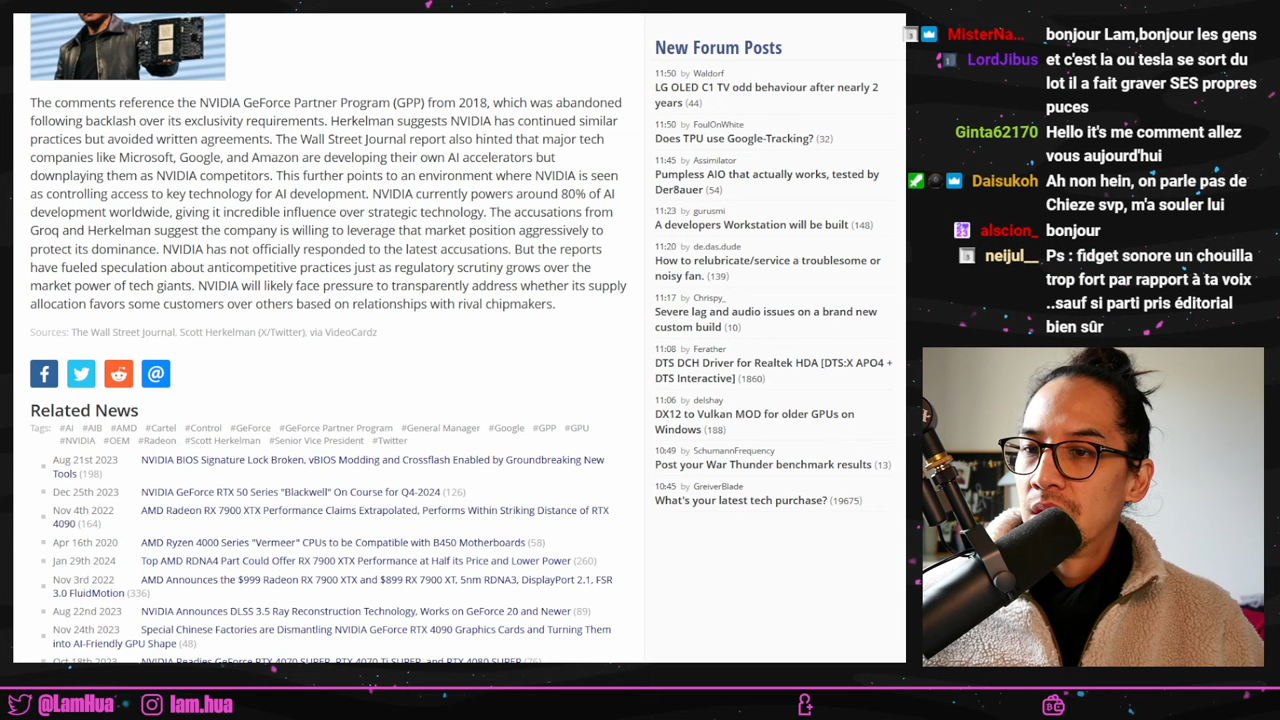 The comments reference the NVIDIA GeForce Partner Program (GPP) from 2018, which was abandoned
following backlash over its exclusivity requirements. Herkelman suggests NVIDIA has continued similar
practices but avoided written agreements. The Wall Street Journal report also hinted that major tech
companies like Microsoft, Google, and Amazon are developing their own AI accelerators but
downplaying them as NVIDIA competitors. This further points to an environment where NVIDIA is seen
as controlling access to key technology for AI development. NVIDIA currently powers around 80% of AI
development worldwide, giving it incredible influence over strategic technology. The accusations from
Groq and Herkelman suggest the company is willing to leverage that market position aggressively to
protect its dominance. NVIDIA has not officially responded to the latest accusations. But the reports
have fueled speculation about anticompetitive practices just as regulatory scrutiny grows over the
market power of tech giants. NVIDIA will likely face pressure to transparently address whether its supply
allocation favors some customers over others based on relationships with rival chipmakers.
Sources: The Wall Street Journal, Scott Herkelman (X/Twitter), via VideoCardz
Related News
Tags: #AI #AIB #AMD #Cartel #Control #GeForce #GeForce Partner Program #General Manager #Google #GPP #GPU
#NVIDIA #OEM #Radeon #Scott Herkelman #Senior Vice President #Twitter
Aug 21st 2023 NVIDIA BIOS Signature Lock Broken, vBIOS Modding and Crossflash Enabled by Groundbreaking New
Tools (198)
Dec 25th 2023 NVIDIA GeForce RTX 50 Series "Blackwell" On Course for Q4-2024 (126)
Nov 4th 2022 AMD Radeon RX 7900 XTX Performance Claims Extrapolated, Performs Within Striking Distance of RTX
4090 (164)
Apr 16th 2020 AMD Ryzen 4000 Series "Vermeer" CPUs to be Compatible with B450 Motherboards (58)
Jan 29th 2024 Top AMD RDNA4 Part Could Offer RX 7900 XTX Performance at Half its Price and Lower Power (260)
Nov 3rd 2022 AMD Announces the $999 Radeon RX 7900 XTX and $899 RX 7900 XT, 5nm RDNA3, DisplayPort 2.1, FSR
3.0 FluidMotion (336)
Aug 22nd 2023 NVIDIA Announces DLSS 3.5 Ray Reconstruction Technology, Works on GeForce 20 and Newer (89)
Nov 24th 2023 Special Chinese Factories are Dismantling NVIDIA GeForce RTX 4090 Graphics Cards and Turning Them
into AI-Friendly GPU Shape (48)
Oct 18th 2023 NVIDIA Readies GeForce RTX 4070 SUPER, RTX 4070 Ti SUPER, and RTX 4080 SUPER
New Forum Posts
11:50 by Waldorf
LG OLED C1 TV odd behaviour after nearly 2
years (44)
11:50 by FoulOnWhite
Does TPU use Google-Tracking? (32)
11:45 by Assimilator
Pumpless AIO that actually works, tested by
Der8auer (54)
11:23 by gurusmi
A developers Workstation will be built (148)
11:20 by de.das.dude
How to relubricate/service a troublesome or
noisy fan. (139)
11:17 by Chrispy_
Severe lag and audio issues on a brand new
custom build (10)
11:08 by Ferather
DTS DCH Driver for Realtek HDA [DTS:X APO4 +
DTS Interactive] (1860)
11:06 by delshay
DX12 to Vulkan MOD for older GPUs on
Windows (188)
10:49 by SchumannFrequency
Post your War Thunder benchmark results (13)
10:45 by GreiverBlade
What's your latest tech purchase? (19675)
MisterNa... bonjour Lam,bonjour les gens
LordJibus et c'est la ou tesla se sort du
lot il a fait graver SES propres
puces
Ginta62170 Hello it's me comment allez
vous aujourd'hui
Daisukoh Ah non hein, on parle pas de
Chieze svp, m'a souler lui
alscion_ bonjour
neijul__ Ps : fidget sonore un chouilla
trop fort par rapport à ta voix
..sauf si parti pris éditorial
bien sûr
@LamHua lam.hua